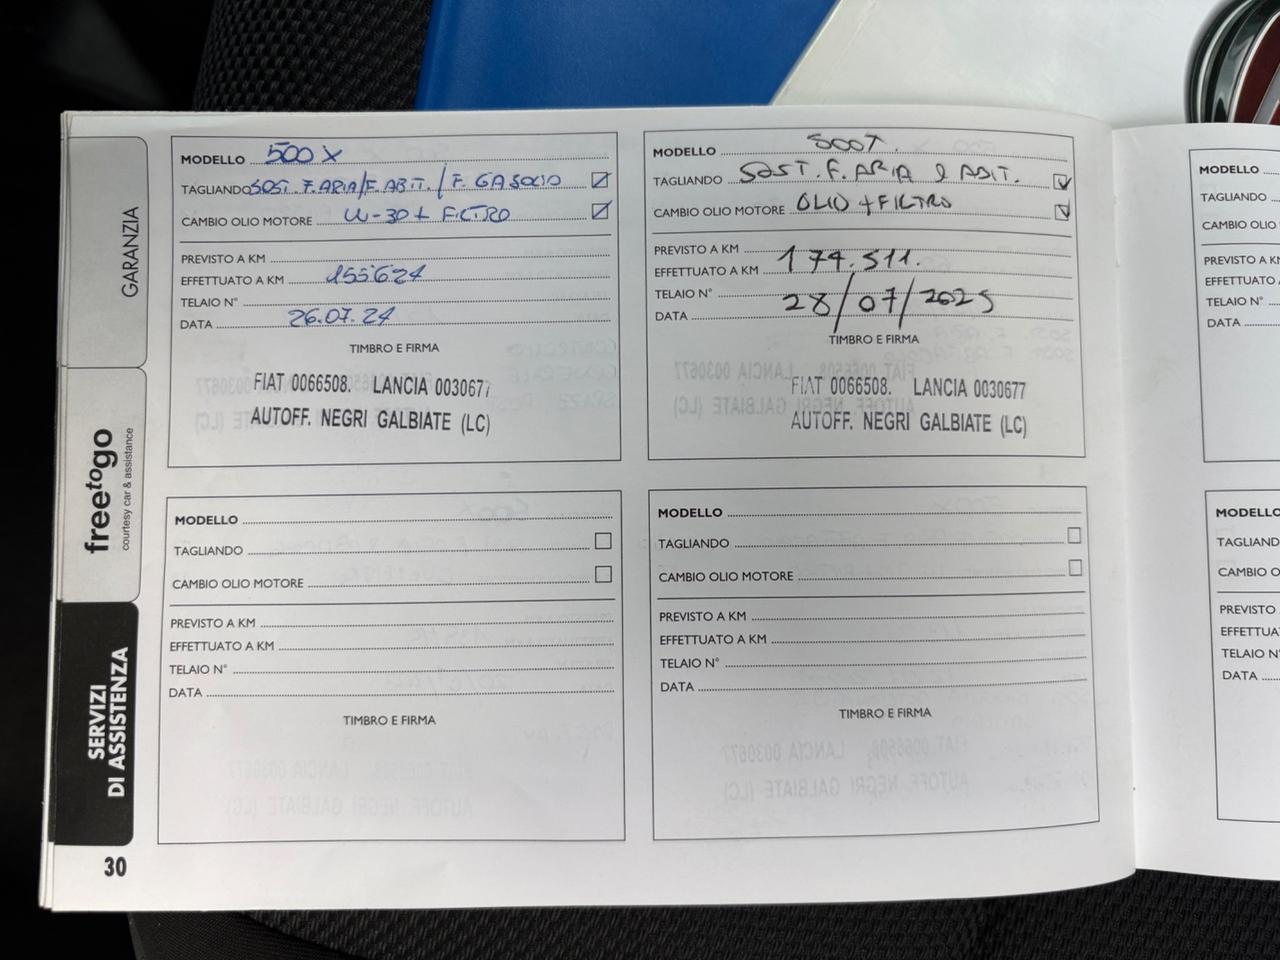 GARANZIA
freetogo
courtesy car & assistance
SERVIZI
DI ASSISTENZA
30
MODELLO 500 X
TAGLIANDO SOST. F. ARIA/F. ABIT. / F. GASOLIO
CAMBIO OLIO MOTORE W-30 + FILTRO
PREVISTO A KM
EFFETTUATO A KM 155624
TELAIO N°
DATA 26.07.24
TIMBRO E FIRMA
FIAT 0066508. LANCIA 0030677
AUTOFF. NEGRI GALBIATE (LC)
MODELLO 500X.
TAGLIANDO SOST. F. ARIA e ABIT.
CAMBIO OLIO MOTORE OLIO + FILTRO
PREVISTO A KM
EFFETTUATO A KM 174.511.
TELAIO N°
DATA 28/07/2025
TIMBRO E FIRMA
FIAT 0066508. LANCIA 0030677
AUTOFF. NEGRI GALBIATE (LC)
MODELLO
TAGLIANDO
CAMBIO OLIO MOTORE
PREVISTO A KM
EFFETTUATO A KM
TELAIO N°
DATA
TIMBRO E FIRMA
MODELLO
TAGLIANDO
CAMBIO OLIO MOTORE
PREVISTO A KM
EFFETTUATO A KM
TELAIO N°
DATA
TIMBRO E FIRMA
MODELLO
TAGLIANDO
CAMBIO OLIO
PREVISTO A KM
EFFETTUATO A
TELAIO N°
DATA
MODELLO
TAGLIAND
CAMBIO O
PREVISTO
EFFETTUA
TELAIO N°
DATA